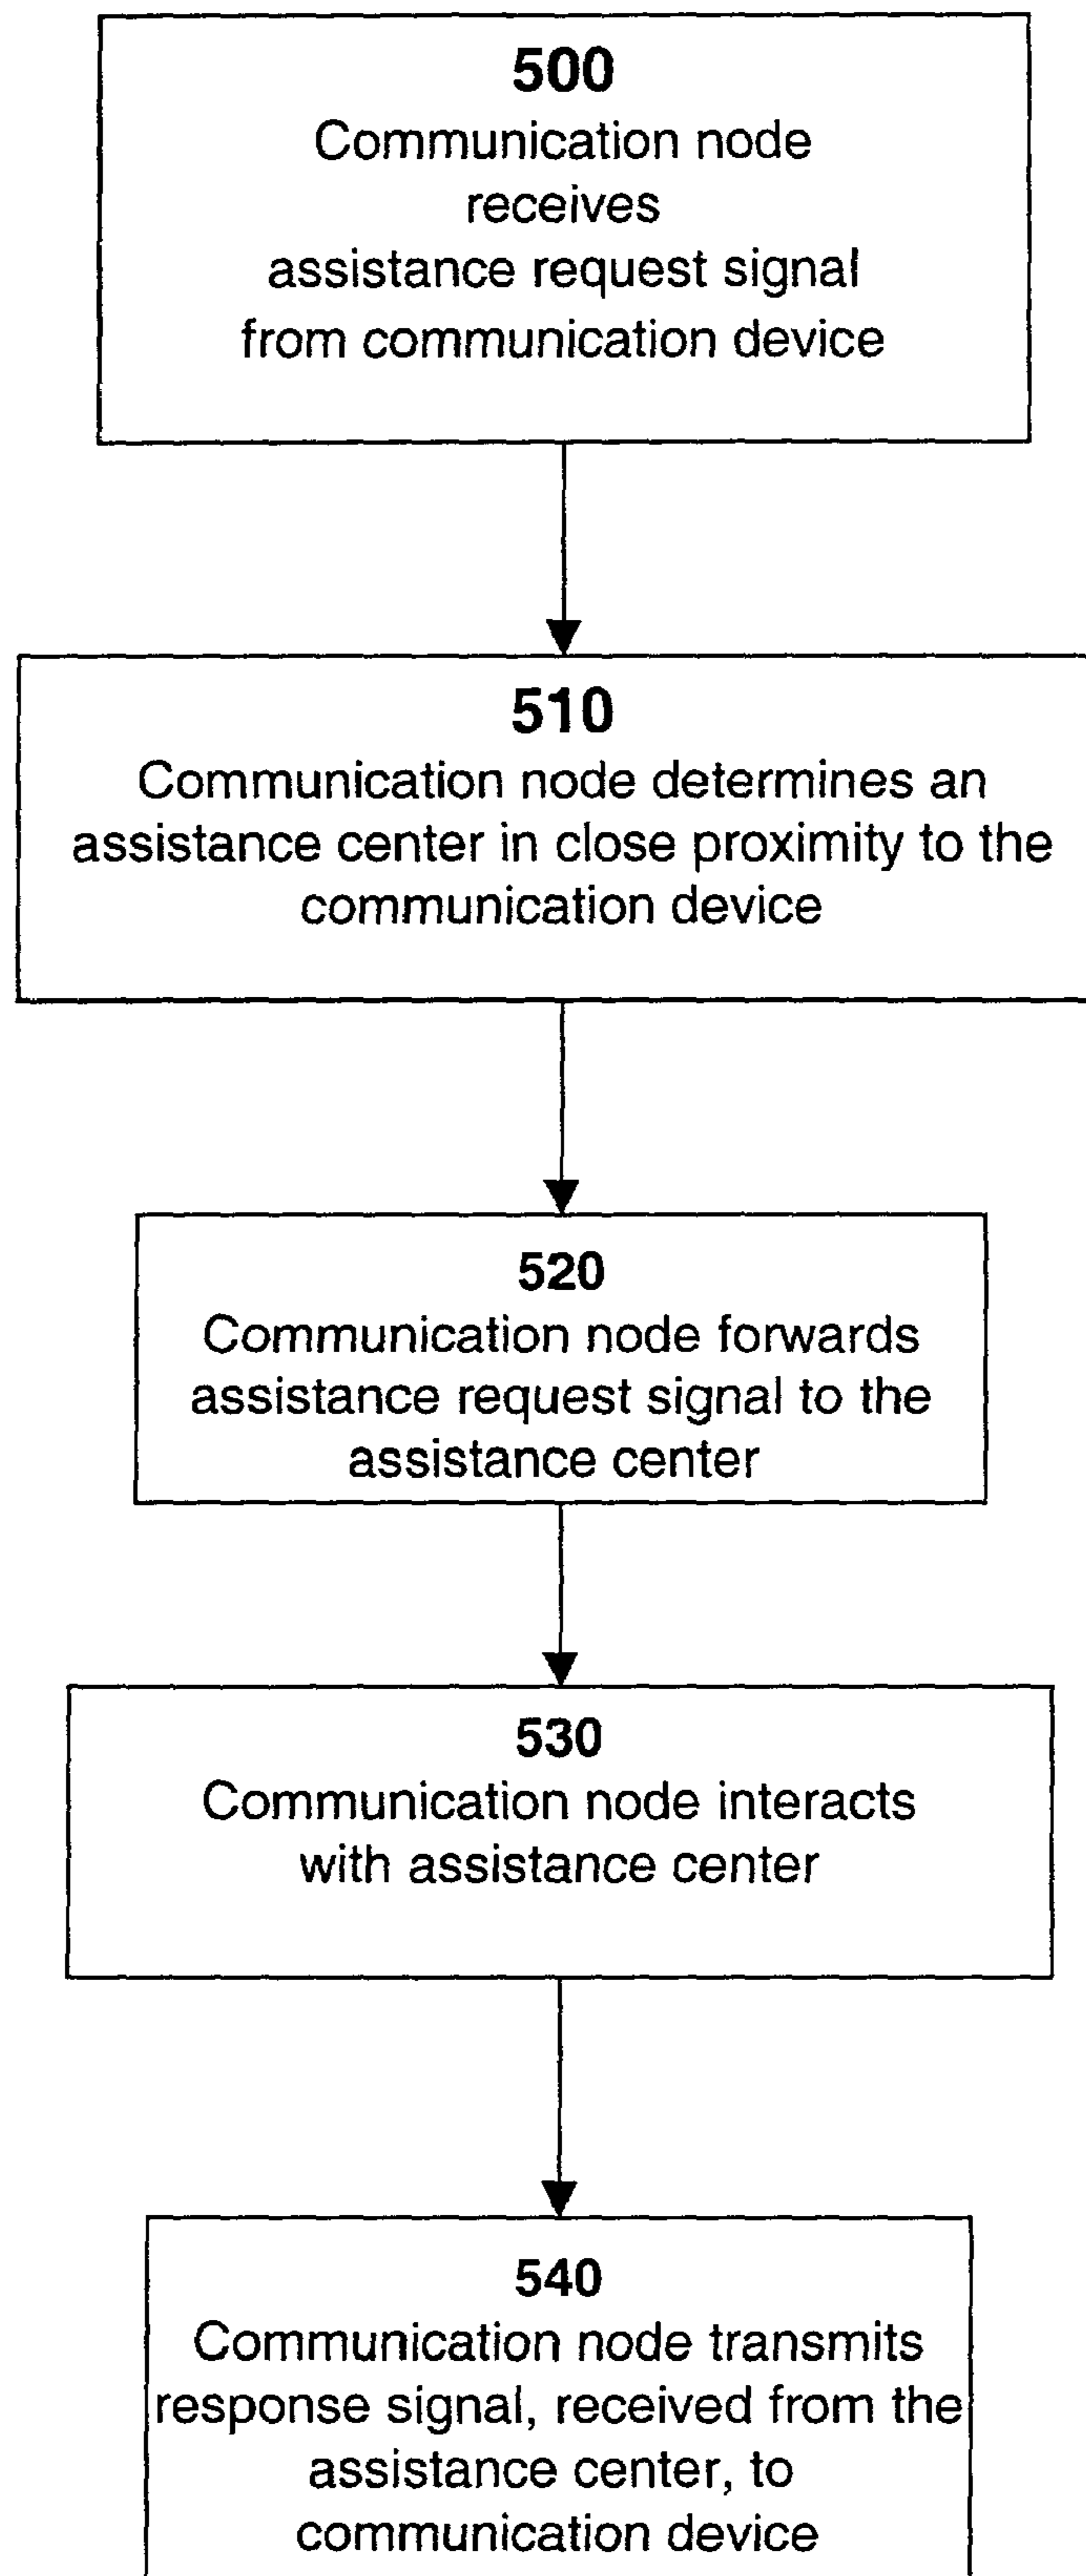 500
Communication node
receives
assistance request signal
from communication device
510
Communication node determines an
assistance center in close proximity to the
communication device
520
Communication node forwards
assistance request signal to the
assistance center
530
Communication node interacts
with assistance center
540
Communication node transmits
response signal, received from the
assistance center, to
communication device